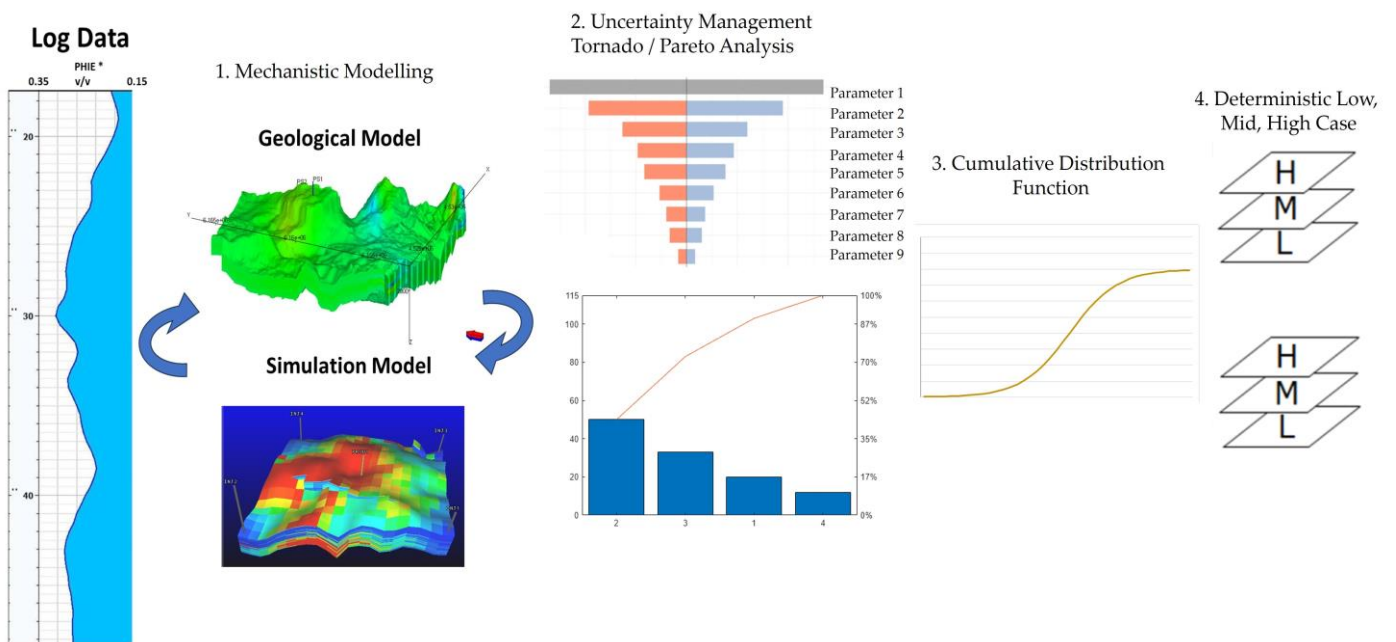 Log Data
PHIE *
0.35 v/v 0.15
20
30
40
1. Mechanistic Modelling
Geological Model
PS2 PS1
X
Y
Z
Simulation Model
2. Uncertainty Management
Tornado / Pareto Analysis
Parameter 1
Parameter 2
Parameter 3
Parameter 4
Parameter 5
Parameter 6
Parameter 7
Parameter 8
Parameter 9
115 100%
100 87%
80 70%
60 52%
40 35%
20 17%
0 0%
2 3 1 4
3. Cumulative Distribution
Function
4. Deterministic Low,
Mid, High Case
H
M
L
H
M
L